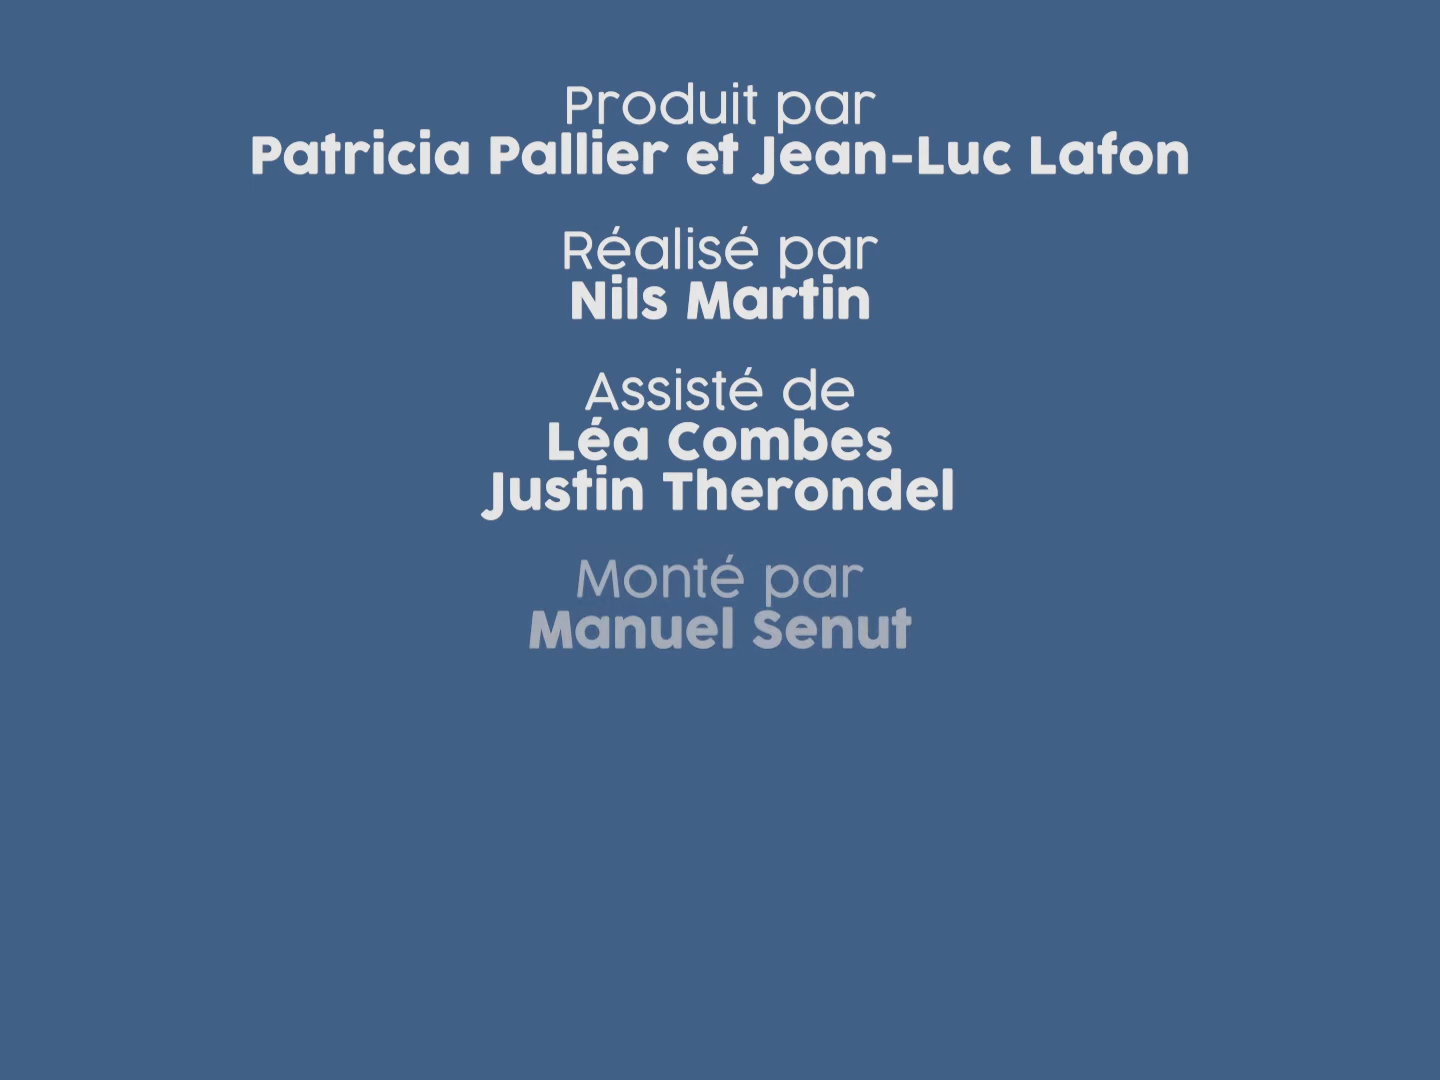 Produit par
Patricia Pallier et Jean-Luc Lafon
Réalisé par
Nils Martin
Assisté de
Léa Combes
Justin Therondel
Monté par
Manuel Senut